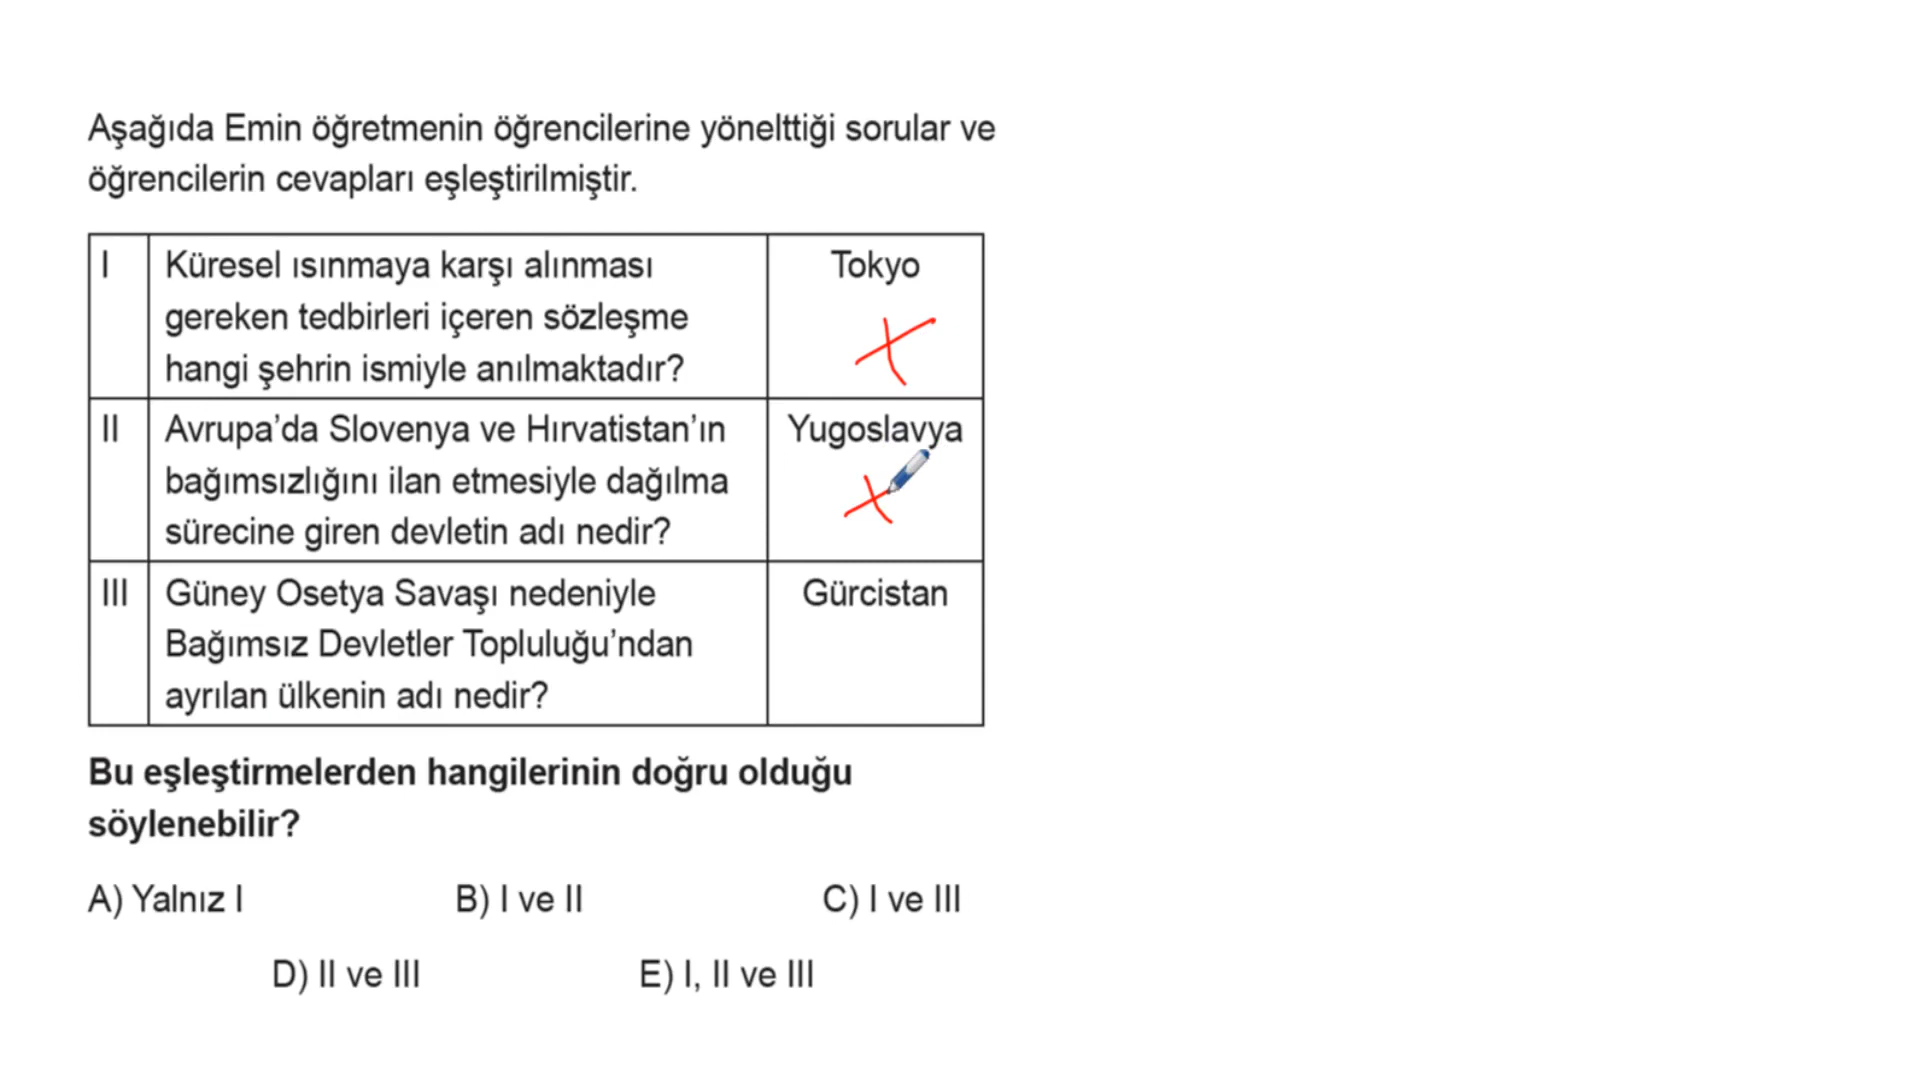 Aşağıda Emin öğretmenin öğrencilerine yönelttiği sorular ve
öğrencilerin cevapları eşleştirilmiştir.
I
Küresel ısınmaya karşı alınması
gereken tedbirleri içeren sözleşme
hangi şehrin ismiyle anılmaktadır?
Tokyo
II
Avrupa’da Slovenya ve Hırvatistan’ın
bağımsızlığını ilan etmesiyle dağılma
sürecine giren devletin adı nedir?
Yugoslavya
III
Güney Osetya Savaşı nedeniyle
Bağımsız Devletler Topluluğu’ndan
ayrılan ülkenin adı nedir?
Gürcistan
Bu eşleştirmelerden hangilerinin doğru olduğu
söylenebilir?
A) Yalnız I B) I ve II C) I ve III
D) II ve III E) I, II ve III